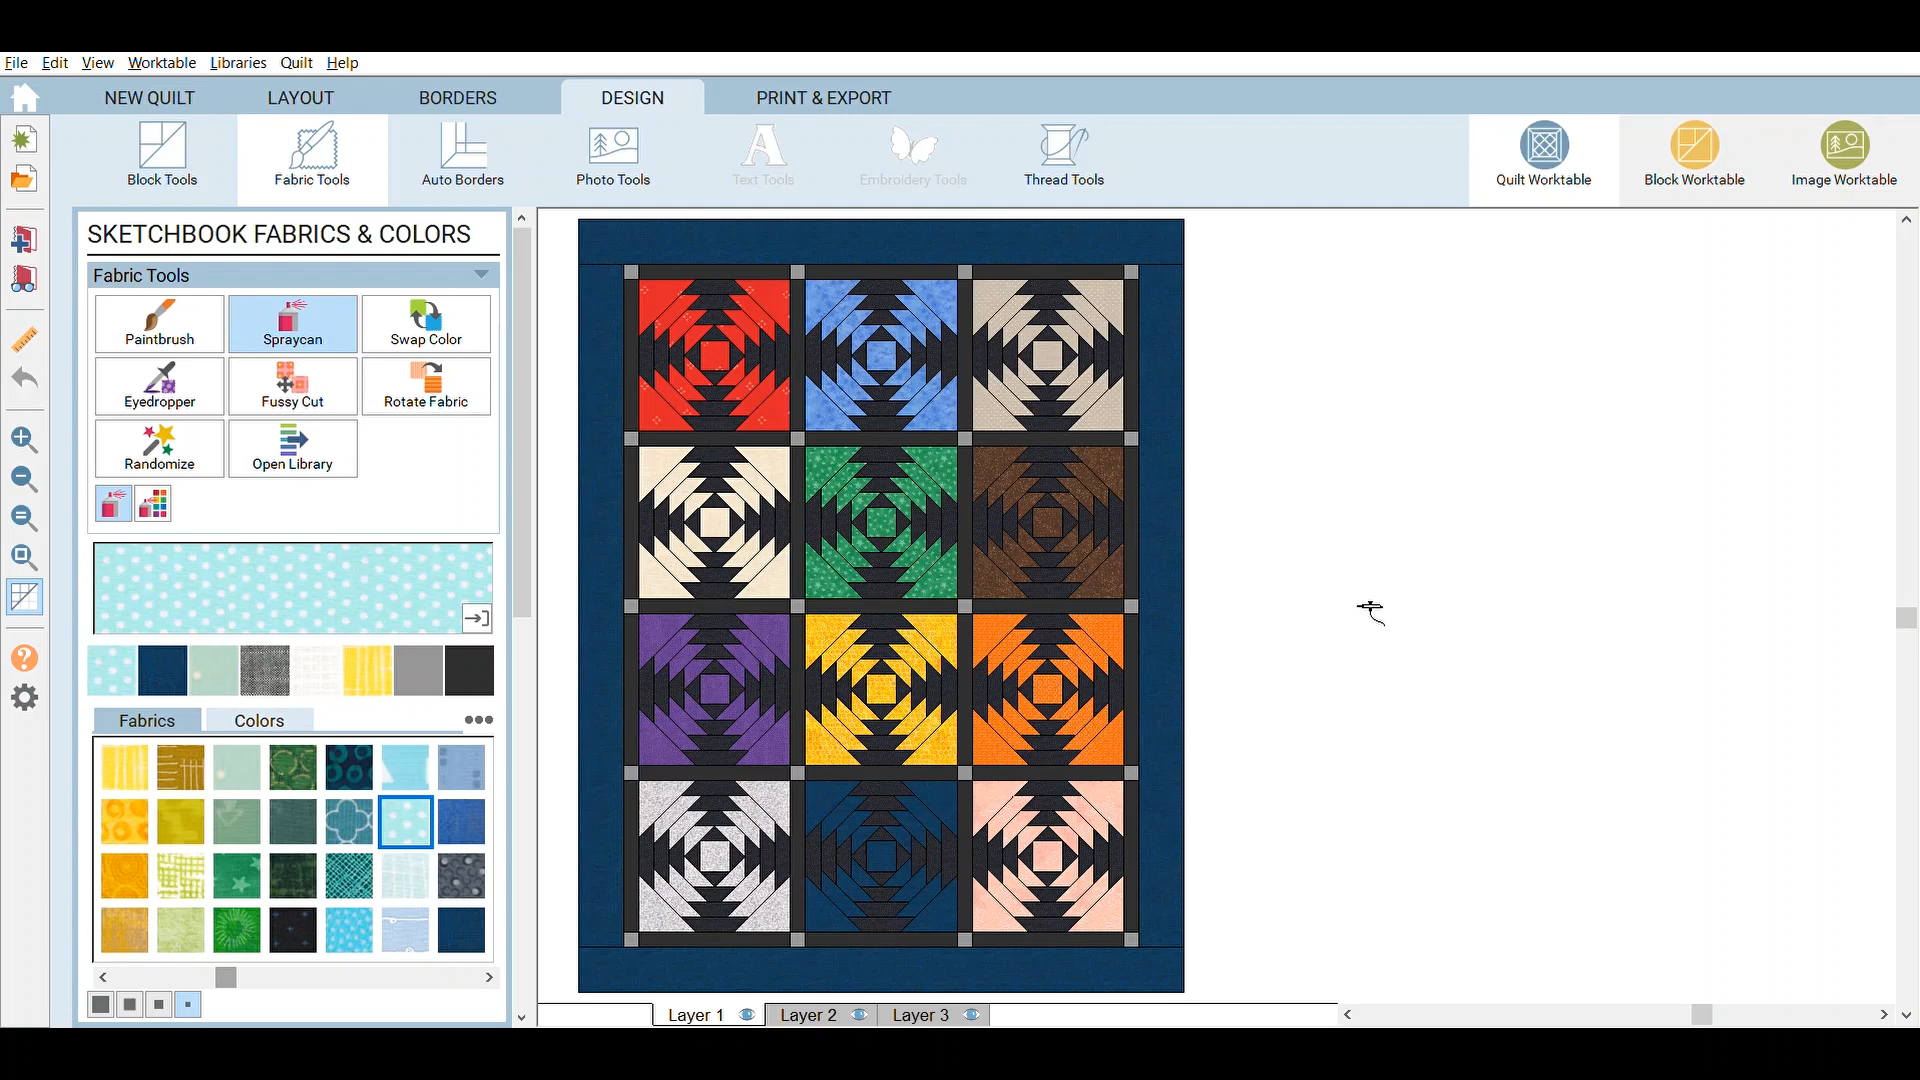 File Edit View Worktable Libraries Quilt Help
NEW QUILT LAYOUT BORDERS DESIGN PRINT & EXPORT
Block Tools Fabric Tools Auto Borders Photo Tools Text Tools Embroidery Tools Thread Tools Quilt Worktable Block Worktable Image Worktable
SKETCHBOOK FABRICS & COLORS
Fabric Tools
Paintbrush Spraycan Swap Color
Eyedropper Fussy Cut Rotate Fabric
Randomize Open Library
Fabrics Colors
Layer 1 Layer 2 Layer 3